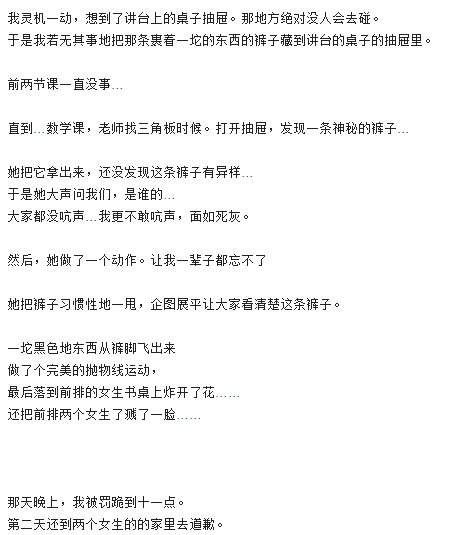 我灵机一动，想到了讲台上的桌子抽屉。那地方绝对没人会去碰。
于是我若无其事地把那条裹着一坨的东西的裤子藏到讲台的桌子的抽屉里。
前两节课一直没事…
直到…数学课，老师找三角板时候。打开抽屉，发现一条神秘的裤子…
她把它拿出来，还没发现这条裤子有异样…
于是她大声问我们，是谁的…
大家都没吭声…我更不敢吭声，面如死灰。
然后，她做了一个动作。让我一辈子都忘不了
她把裤子习惯性地一甩，企图展平让大家看清楚这条裤子。
一坨黑色地东西从裤脚飞出来
做了个完美的抛物线运动，
最后落到前排的女生书桌上炸开了花……
还把前排两个女生了溅了一脸……
那天晚上，我被罚跪到十一点。
第二天还到两个女生的的家里去道歉。